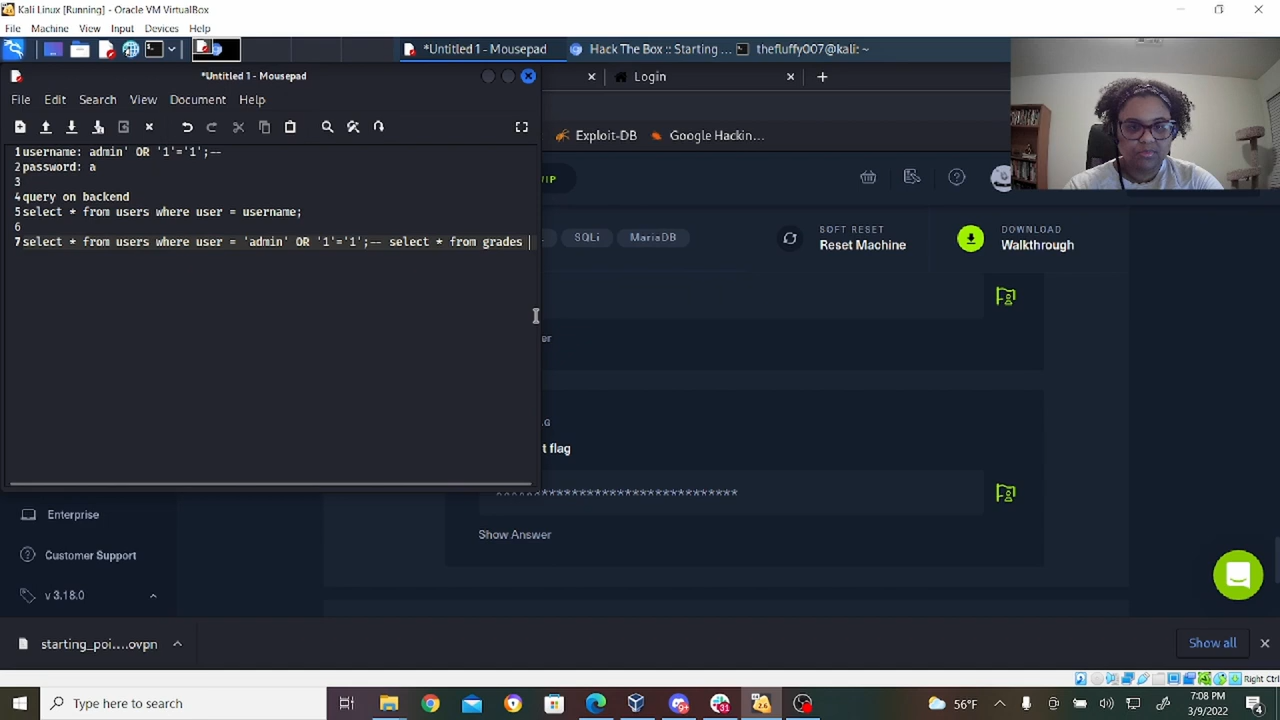 Kali Linux [Running] - Oracle VM VirtualBox
File Machine View Input Devices Help
*Untitled 1 - Mousepad
Hack The Box :: Starting ...
thefluffy007@kali: ~
*Untitled 1 - Mousepad
Login
File Edit Search View Document Help
Exploit-DB
Google Hackin...
1 username: admin' OR '1'='1';--
2 password: a
3
4 query on backend
5 select * from users where user = username;
6
7 select * from users where user = 'admin' OR '1'='1';-- select * from grades
VIP
SQLi
MariaDB
SOFT RESET
Reset Machine
DOWNLOAD
Walkthrough
er
.G
t flag
********************************
Show Answer
Enterprise
Customer Support
v 3.18.0
starting_poi....ovpn
Show all
Right Ctrl
Type here to search
56°F
7:08 PM
3/9/2022